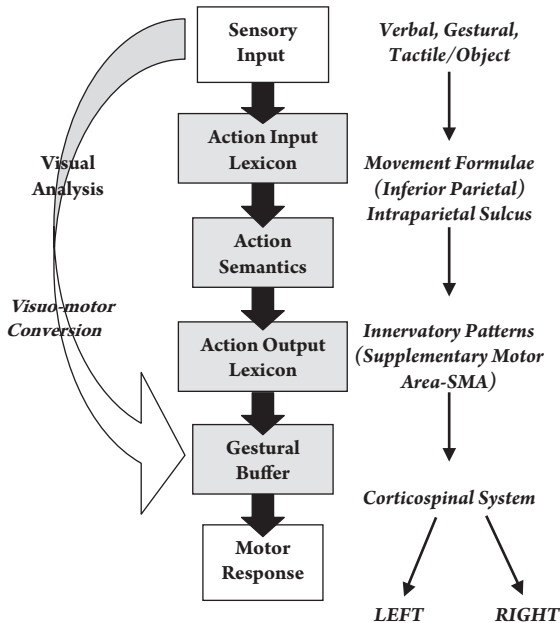 Sensory
Input
Action Input
Lexicon
Action
Semantics
Action Output
Lexicon
Gestural
Buffer
Motor
Response
Visual
Analysis
Visuo-motor
Conversion
Verbal, Gestural,
Tactile/Object
Movement Formulae
(Inferior Parietal)
Intraparietal Sulcus
Innervatory Patterns
(Supplementary Motor
Area-SMA)
Corticospinal System
LEFT
RIGHT